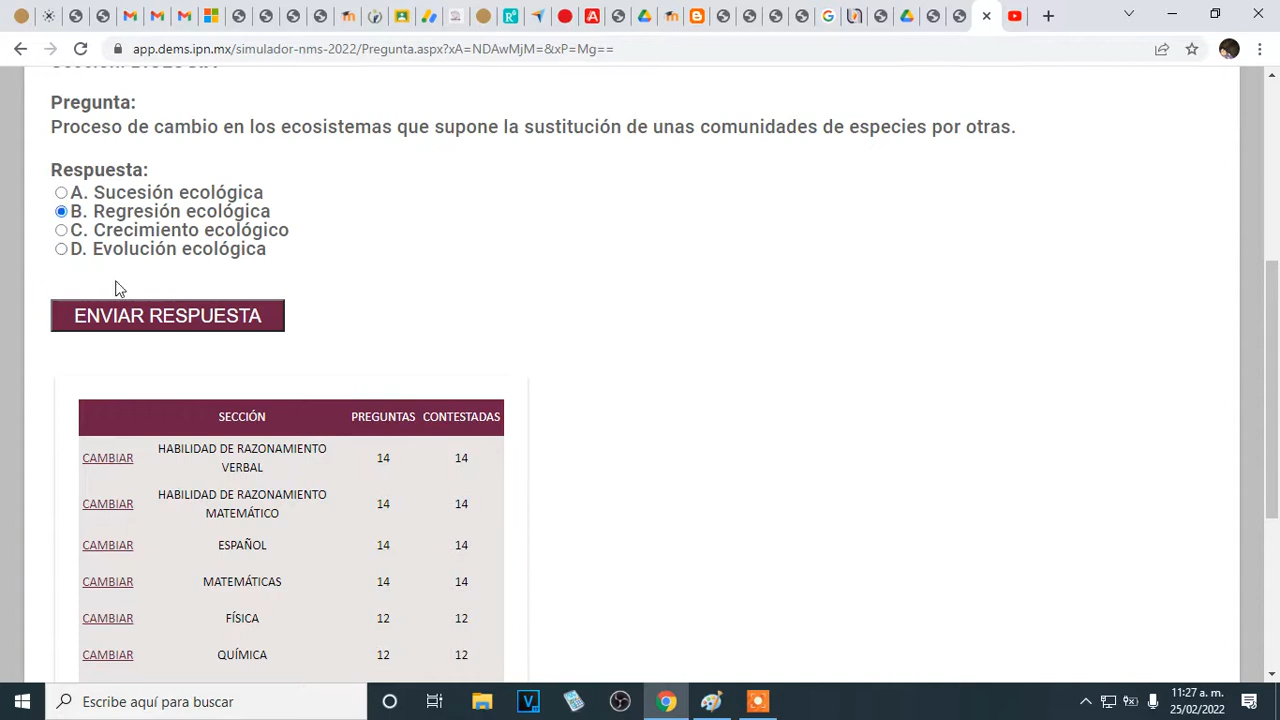 app.dems.ipn.mx/simulador-nms-2022/Pregunta.aspx?xA=NDAwMjM=&xP=Mg==
Pregunta:
Proceso de cambio en los ecosistemas que supone la sustitución de unas comunidades de especies por otras.
Respuesta:
A. Sucesión ecológica
B. Regresión ecológica
C. Crecimiento ecológico
D. Evolución ecológica
ENVIAR RESPUESTA
SECCIÓN PREGUNTAS CONTESTADAS
CAMBIAR HABILIDAD DE RAZONAMIENTO VERBAL 14 14
CAMBIAR HABILIDAD DE RAZONAMIENTO MATEMÁTICO 14 14
CAMBIAR ESPAÑOL 14 14
CAMBIAR MATEMÁTICAS 14 14
CAMBIAR FÍSICA 12 12
CAMBIAR QUÍMICA 12 12
Escribe aquí para buscar
11:27 a. m.
25/02/2022